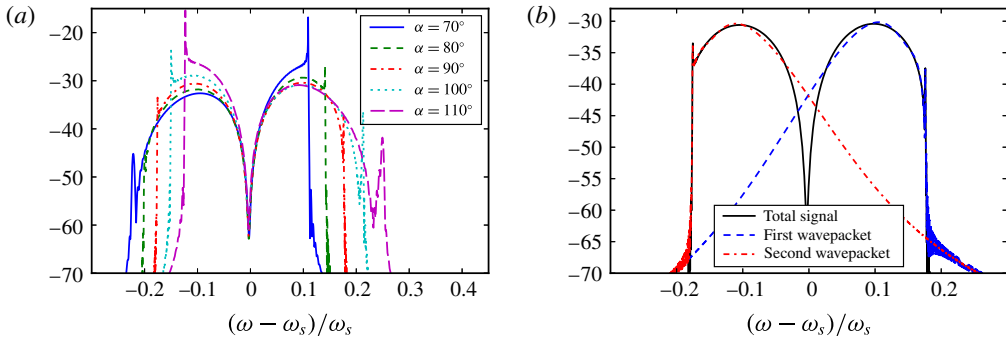 (a)
−20
−30
−40
−50
−60
−70
−0.2
−0.1
0
0.1
0.2
0.3
0.4
(ω − ωs)/ωs
α = 70°
α = 80°
α = 90°
α = 100°
α = 110°
(b)
−30
−35
−40
−45
−50
−55
−60
−65
−70
−0.2
−0.1
0
0.1
0.2
(ω − ωs)/ωs
Total signal
First wavepacket
Second wavepacket